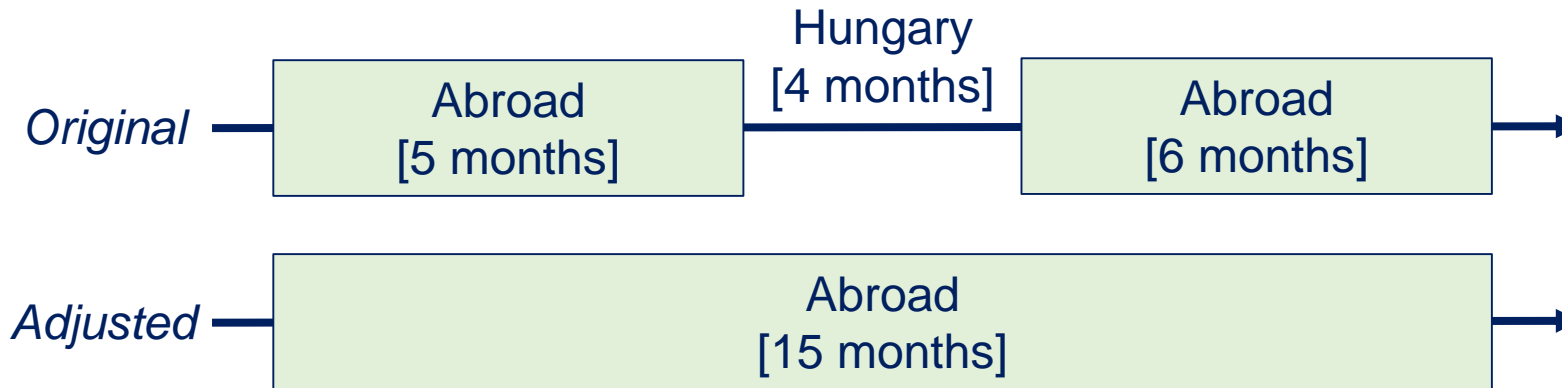 Hungary
[4 months]
Original
Abroad
[5 months]
Abroad
[6 months]
Adjusted
Abroad
[15 months]